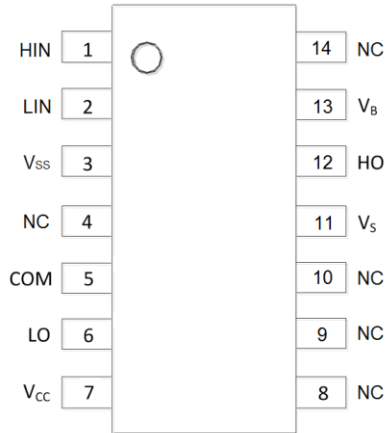 HIN 1 14 NC
LIN 2 13 VB
VSS 3 12 HO
NC 4 11 VS
COM 5 10 NC
LO 6 9 NC
VCC 7 8 NC